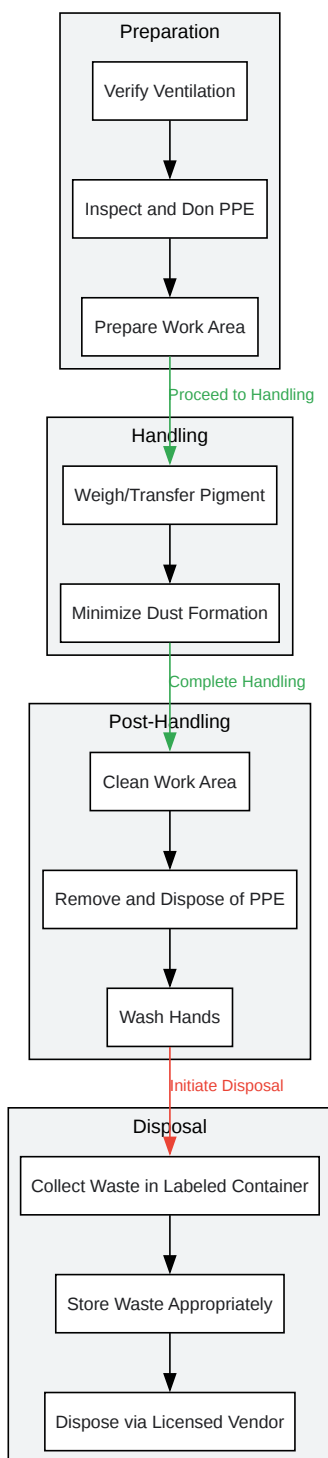 Preparation
Verify Ventilation
Inspect and Don PPE
Prepare Work Area
Proceed to Handling
Handling
Weigh/Transfer Pigment
Minimize Dust Formation
Complete Handling
Post-Handling
Clean Work Area
Remove and Dispose of PPE
Wash Hands
Initiate Disposal
Disposal
Collect Waste in Labeled Container
Store Waste Appropriately
Dispose via Licensed Vendor